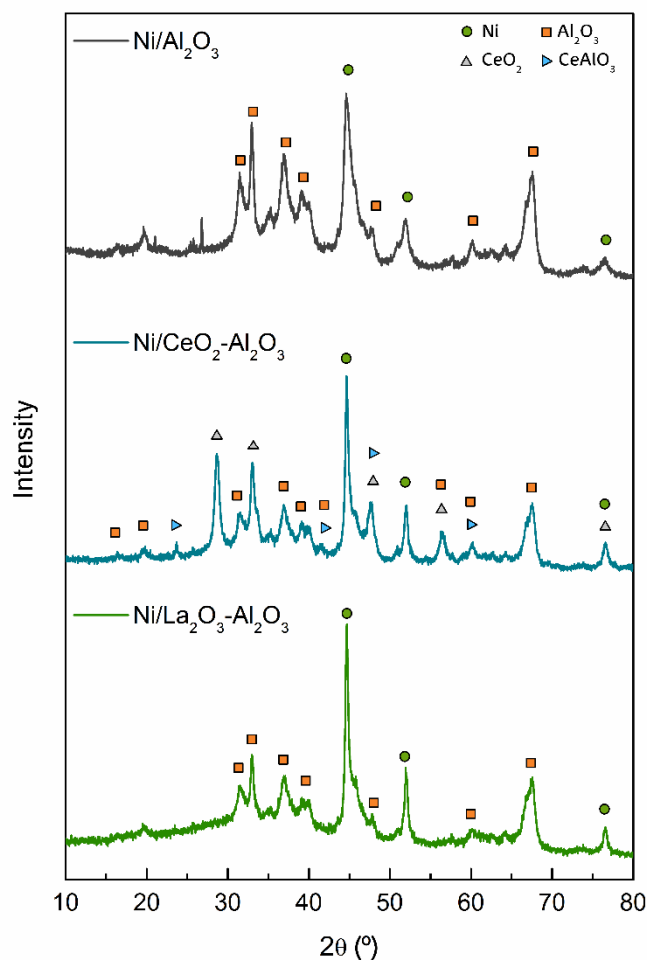 Ni/Al₂O₃
Ni
Al₂O₃
CeO₂
CeAlO₃
Ni/CeO₂-Al₂O₃
Ni/La₂O₃-Al₂O₃
Intensity
10 20 30 40 50 60 70 80
2θ (º)